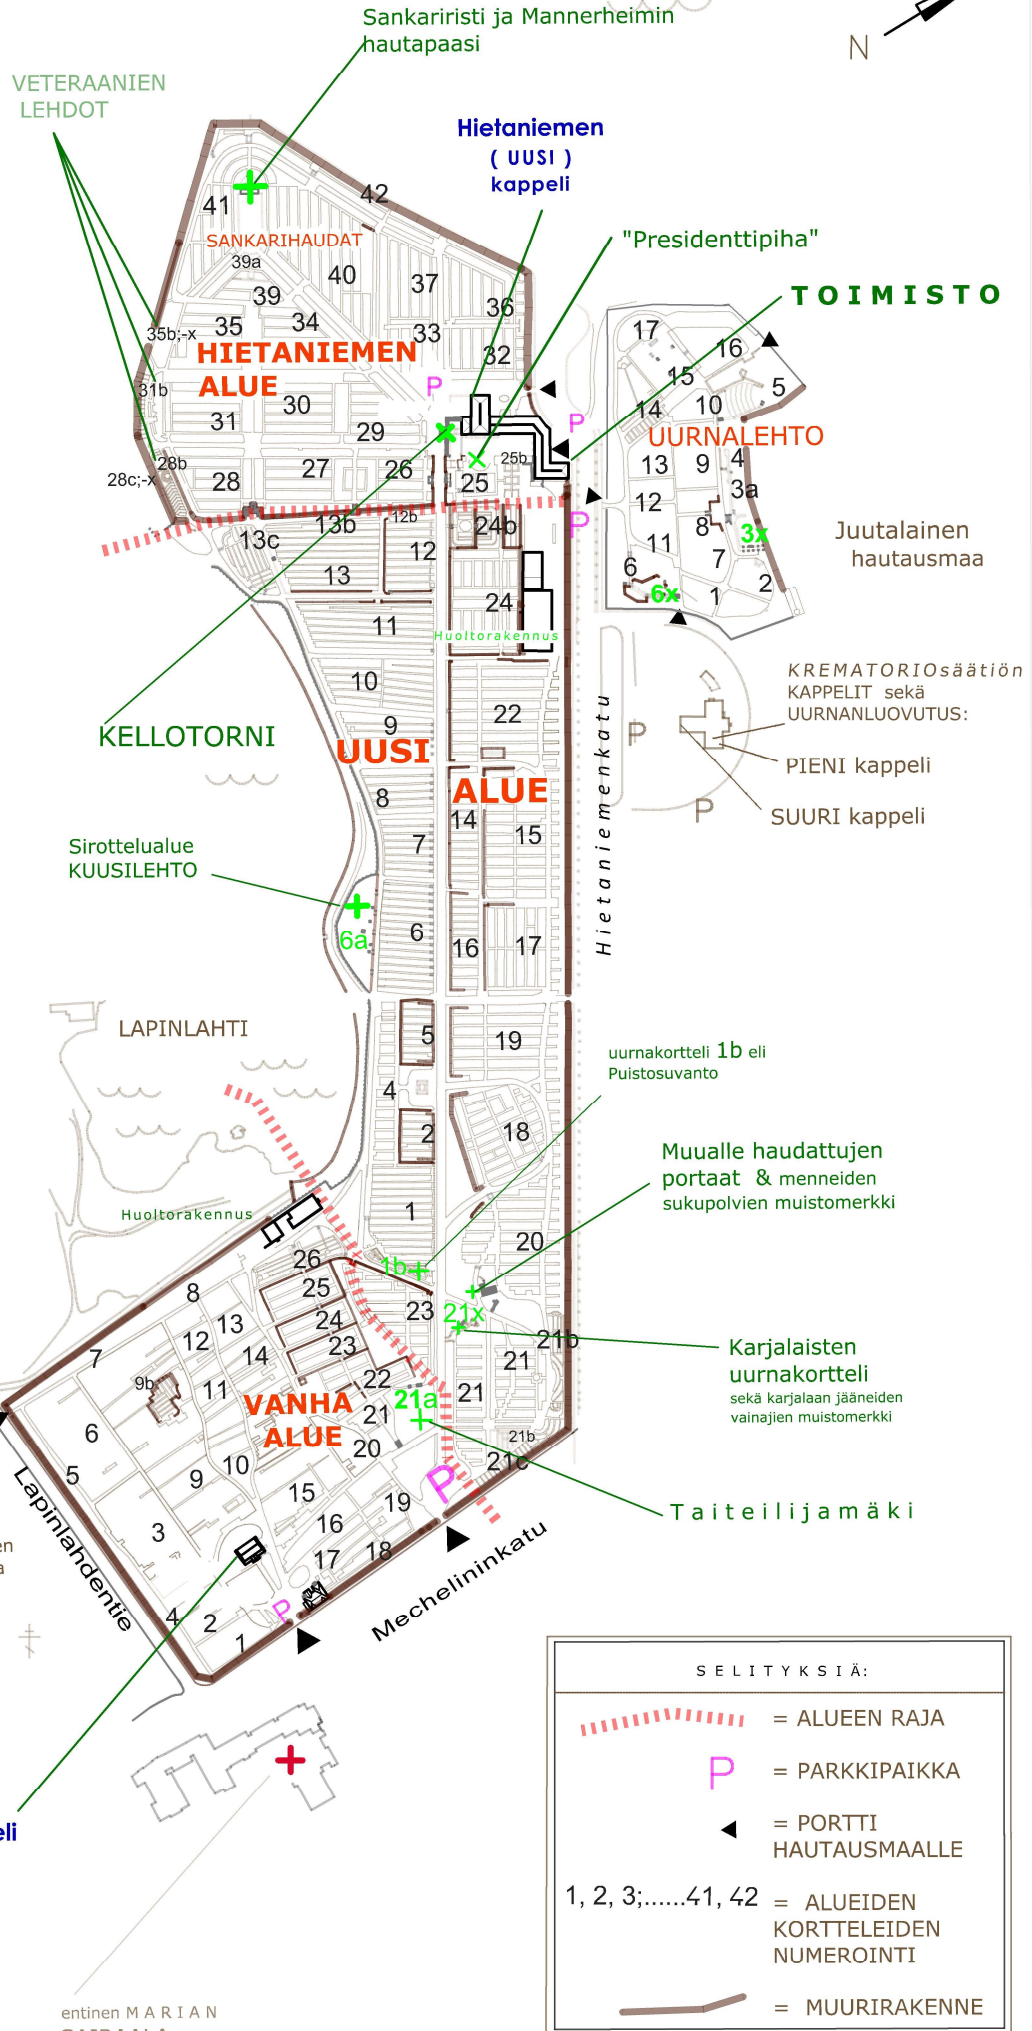 Sankariristi ja Mannerheimin
hautapaasi
N
VETERAANIEN
LEHDOT
Hietaniemen
( UUSI )
kappeli
"Presidenttipiha"
TOIMISTO
41
42
SANKARIHAUDAT
39a
40
37
39
36
35b;-x
35
34
33
32
HIETANIEMEN
ALUE
P
31b
31
30
29
P
28b
28c;-x
28
27
26
25
25b
17
16
15
5
14
10
UURNALEHTO
13
9
4
3a
12
8
3x
11
7
6
6x
1
2
Juutalainen
hautausmaa
13b
12b
24b
P
13c
12
13
24
11
Huoltorakennus
10
22
9
KELLOTORNI
UUSI
ALUE
Hietaniemenkatu
KREMATORIOsäätiön
KAPPELIT sekä
UURNANLUOVUTUS:
P
PIENI kappeli
P
SUURI kappeli
8
14
15
7
Sirottelualue
KUUSILEHTO
6a
6
16
17
LAPINLAHTI
5
19
4
uurnakortteli 1b eli
Puistosuvanto
2
18
Muualle haudattujen
portaat & menneiden
sukupolvien muistomerkki
Huoltorakennus
1
20
1b
26
25
8
13
24
23
21x
12
23
14
21b
7
21
Karjalaisten
uurnakortteli
sekä karjalaan jääneiden
vainajien muistomerkki
9b
11
22
21a
21
VANHA
ALUE
21
6
20
21b
10
21c
5
9
P
15
19
Taiteilijamäki
3
16
18
17
Lapinlahdentie
Mechelininkatu
en
a
4
2
P
1
eli
entinen MARIAN
SELITYKSIÄ:
= ALUEEN RAJA
P = PARKKIPAIKKA
= PORTTI
HAUTAUSMAALLE
1, 2, 3;......41, 42 = ALUEIDEN
KORTTELEIDEN
NUMEROINTI
= MUURIRAKENNE